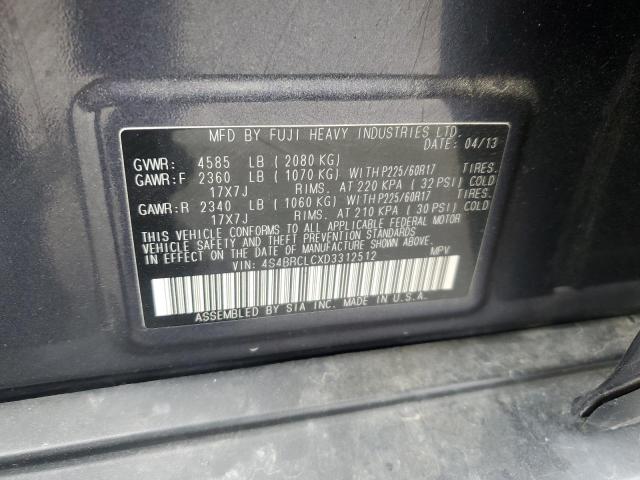 MFD BY FUJI HEAVY INDUSTRIES LTD.
DATE: 04/13
GVWR: 4585 LB ( 2080 KG)
GAWR:F 2360 LB ( 1070 KG) WITH P225/60R17 TIRES.
17X7J RIMS. AT 220 KPA ( 32 PSI) COLD
GAWR:R 2340 LB ( 1060 KG) WITH P225/60R17 TIRES.
17X7J RIMS. AT 210 KPA ( 30 PSI) COLD
THIS VEHICLE CONFORMS TO ALL APPLICABLE FEDERAL MOTOR
VEHICLE SAFETY AND THEFT PREVENTION STANDARDS
IN EFFECT ON THE DATE OF MANUFACTURE SHOWN ABOVE.
VIN: 4S4BRCLCXD3312512 MPV
ASSEMBLED BY SIA INC. MADE IN U.S.A.